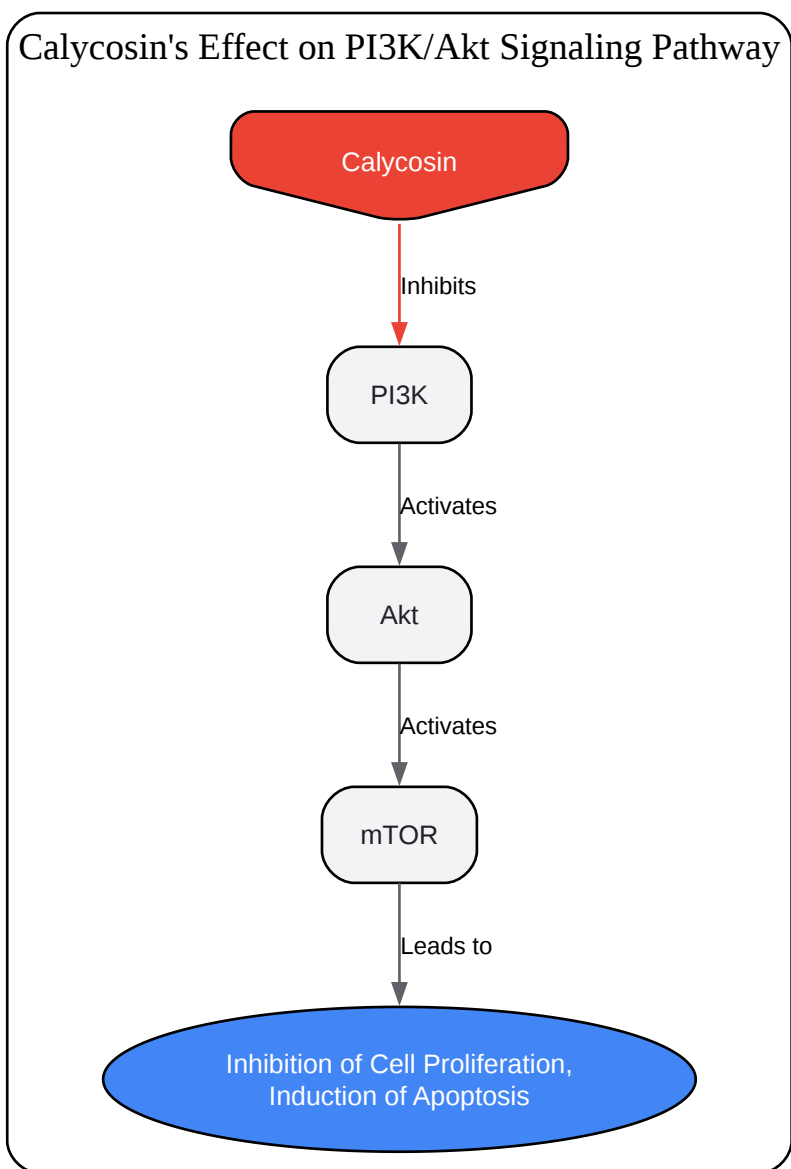 Calycosin's Effect on PI3K/Akt Signaling Pathway
Calycosin
Inhibits
PI3K
Activates
Akt
Activates
mTOR
Leads to
Inhibition of Cell Proliferation,
Induction of Apoptosis